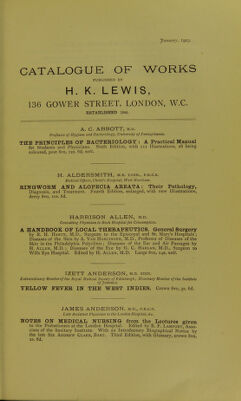 January, 1903.
CATALOGUE OF WORKS
PUBLISHED BY
H. K. LEWIS,
136 GOWER STREET, LONDON, W.C.
ESTABLISHED 1844.
A. C. ABBOTT, M.D.
Professor of Hygiene and Bacteriology, University of Pennsylvania.
THE PRINCIPLES OF BACTERIOLOGY: A Practical Manual
for Students and Physicians. Sixth Edition, with 111 Illustrations, 26 being
coloured, post 8vo, 12s. 6d. nett.
H. ALDERSMITH, M.B. LOND., F.R.C.S.
Medical Officer, Christ's Hospital, West Horsham.
RINGWORM AND ALOPECIA AREATA: Their Pathology,
Diagnosis, and Treatment. Fourth Edition, enlarged, with new Illustrations,
demy 8vo, 10s. 6d.
HARRISON ALLEN, M.D.
Consulting Physician to Rush Hospital for Consumption.
A HANDBOOK OF LOCAL THERAPEUTICS. General Surgery
by R. H. HARTE, M.D., Surgeon to the Episcopal and St. Mary's Hospitals;
Diseases of the Skin by A. VAN HARLINGEN, M.D., Professor of Diseases of the
Skin in the Philadelphia Polyclinic; Diseases of the Ear and Air Passages by
H. ALLEN, M.D.; Diseases of the Eye by G. C. HARLAN, M.D., Surgeon to
Wills Eye Hospital. Edited by H. ALLEN, M.D. Large 8vo, 14s. nett.
IZETT ANDERSON, M.D. EDIN.
Extraordinary Member of the Royal Medical Society of Edinburgh; Honorary Member of the Institute
of Jamaica.
YELLOW FEVER IN THE WEST INDIES. Crown 8vo, 3s. 6d.
JAMES ANDERSON, M.D., F.R.C.P.
Late Assistant Physician to the London Hospital, &c.
NOTES ON MEDICAL NURSING from the Lectures given
to the Probationers at the London Hospital. Edited by E. F. LAMPORT, Asso-
ciate of the Sanitary Institute. With an Introductory Biographical Notice by
the late SIR ANDREW CLARK, BART. Third Edition, with Glossary, crown 8vo,
2s. 6d.